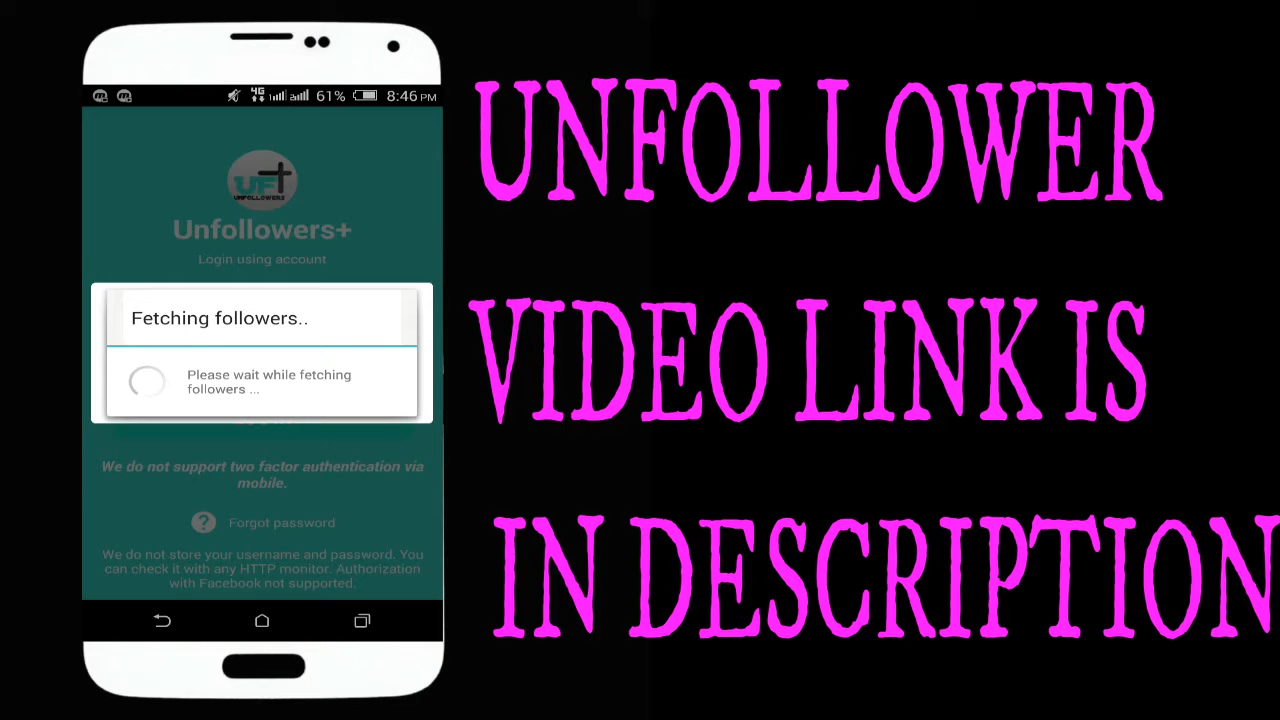 4G 61% 8:46 PM
UF+
UNFOLLOWERS
Unfollowers+
Login using account
Fetching followers..
Please wait while fetching
followers ...
We do not support two factor authentication via
mobile.
? Forgot password
We do not store your username and password. You
can check it with any HTTP monitor. Authorization
with Facebook not supported.
UNFOLLOWER
VIDEO LINK IS
IN DESCRIPTION